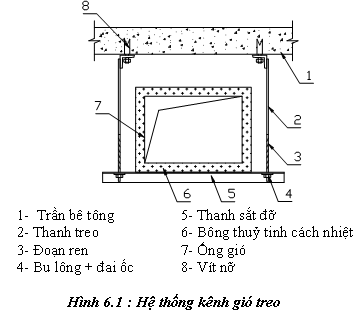 8
1
7
2
3
6
5
4
1- Trần bê tông
2- Thanh treo
3- Đoạn ren
4- Bu lông + đai ốc
5- Thanh sắt đỡ
6- Bông thuỷ tinh cách nhiệt
7- Ống gió
8- Vít nỡ
Hình 6.1 : Hệ thống kênh gió treo